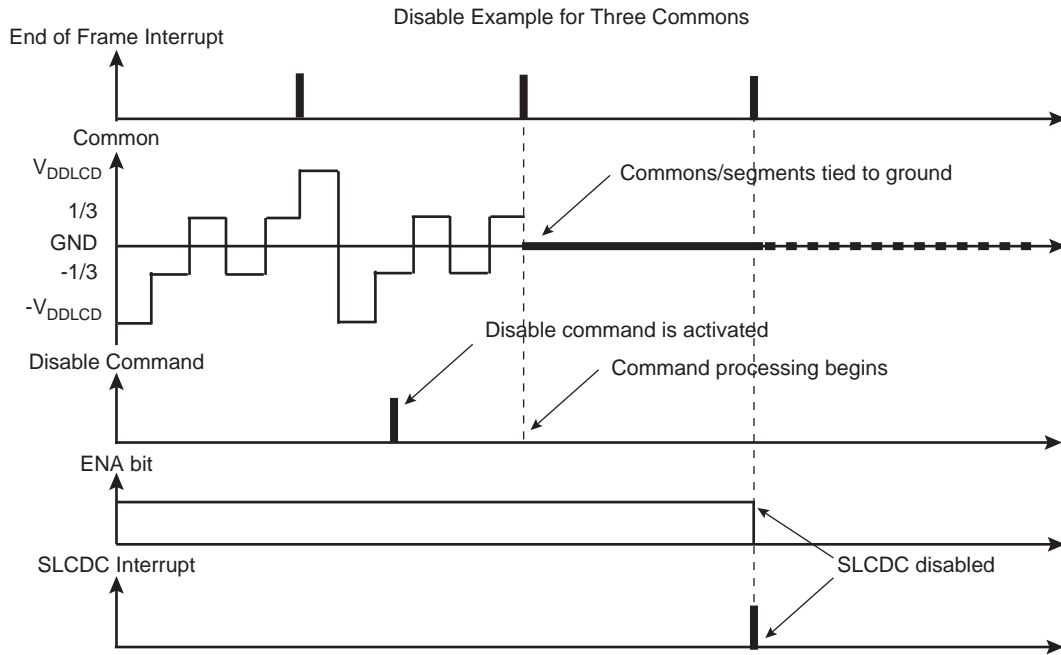 Disable Example for Three Commons
End of Frame Interrupt
Common
VDDLCD
Commons/segments tied to ground
1/3
GND
-1/3
-VDDLCD
Disable command is activated
Disable Command
Command processing begins
ENA bit
SLCDC Interrupt
SLCDC disabled